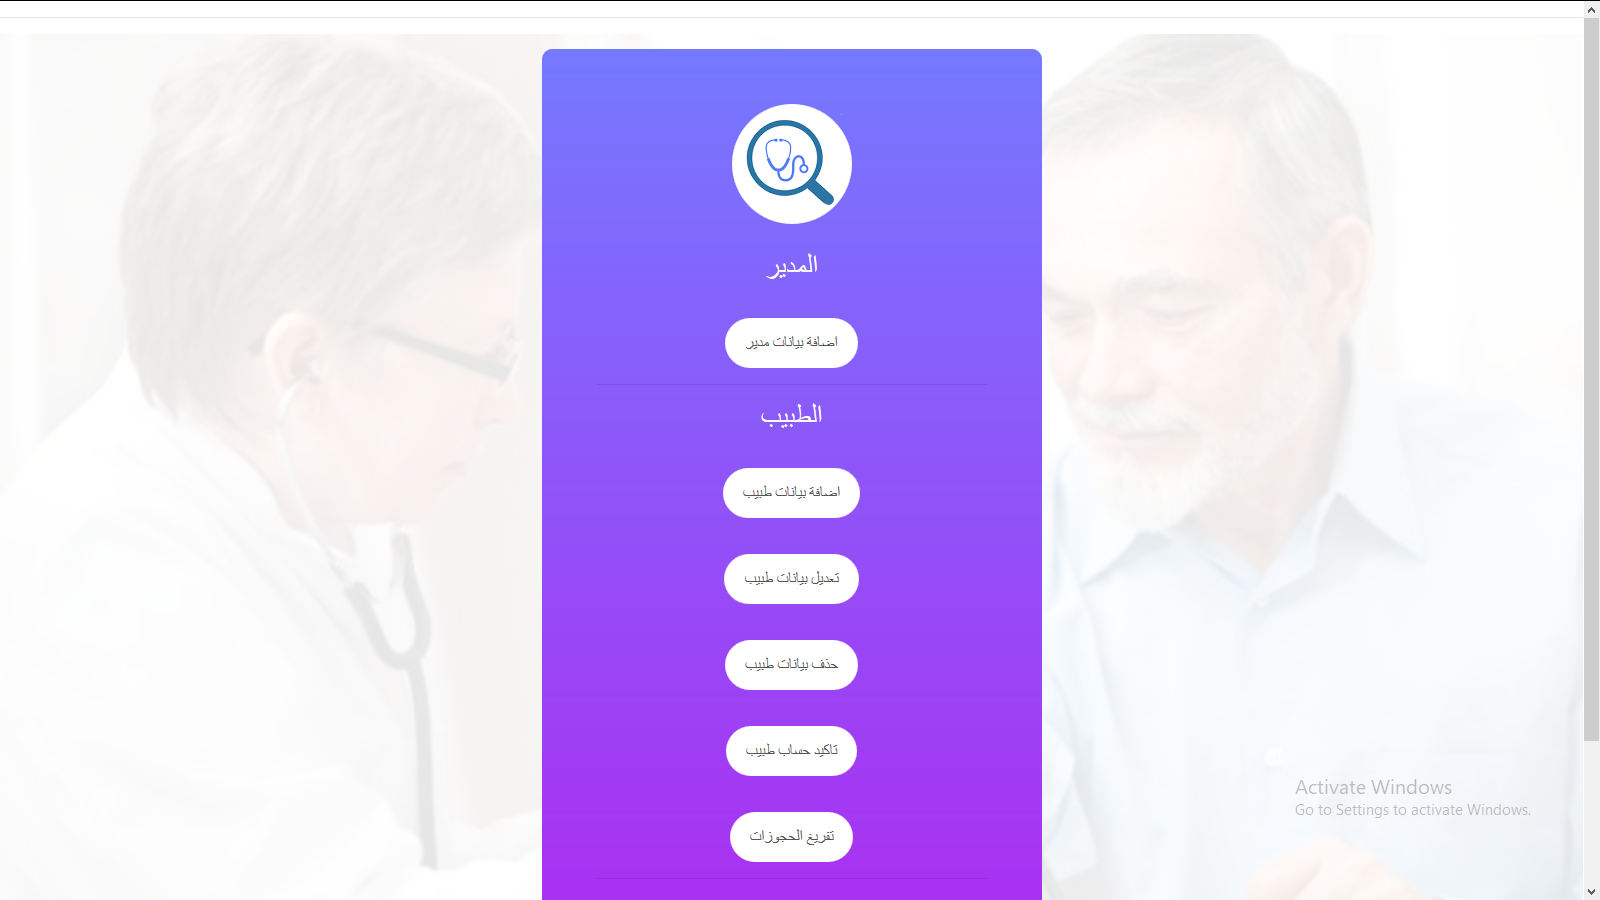 المدير
اضافة بيانات مدير
الطبيب
اضافة بيانات طبيب
تعديل بيانات طبيب
حذف بيانات طبيب
تاكيد حساب طبيب
تفريغ الحجوزات
Activate Windows
Go to Settings to activate Windows.